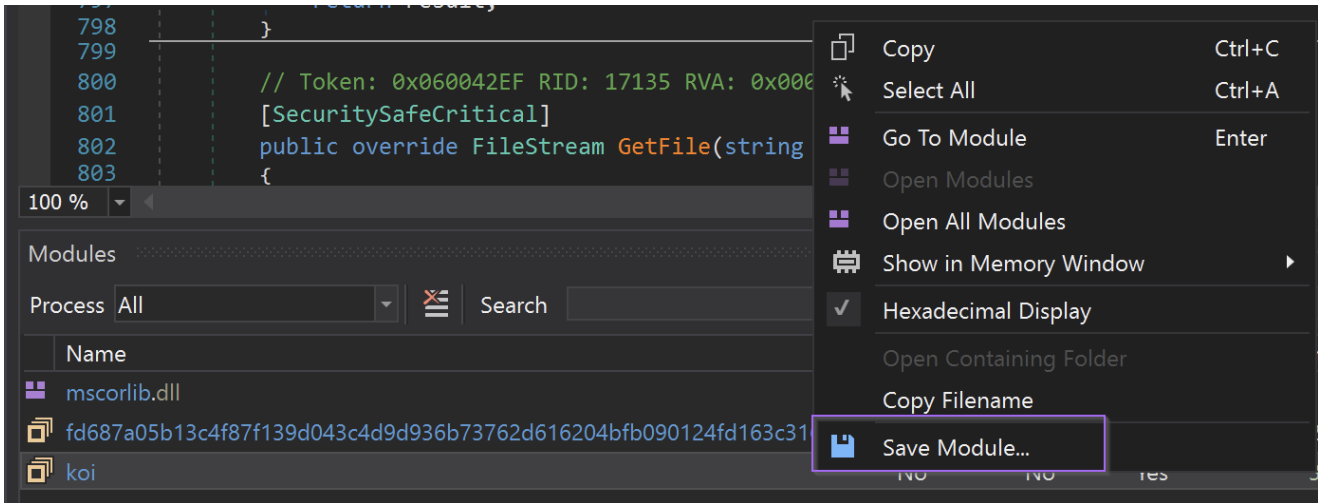 798 }
799
800 // Token: 0x060042EF RID: 17135 RVA: 0x000
801 [SecuritySafeCritical]
802 public override FileStream GetFile(string
803 {
100 %
Modules
Process All Search
Name
mscorlib.dll
fd687a05b13c4f87f139d043c4d9d936b73762d616204bfb090124fd163c31
koi
Copy Ctrl+C
Select All Ctrl+A
Go To Module Enter
Open Modules
Open All Modules
Show in Memory Window
Hexadecimal Display
Open Containing Folder
Copy Filename
Save Module...